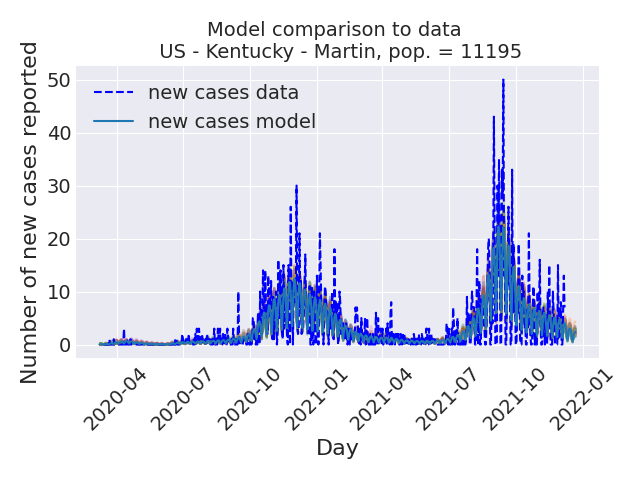 Model comparison to data
US - Kentucky - Martin, pop. = 11195
Number of new cases reported
50
40
30
20
10
0
new cases data
new cases model
2020-04
2020-07
2020-10
2021-01
2021-04
2021-07
2021-10
2022-01
Day